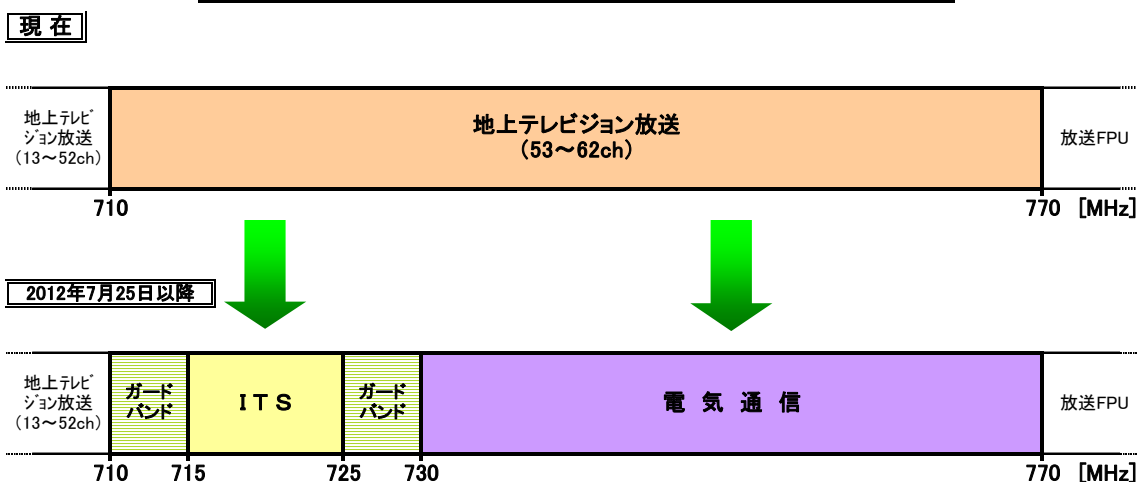 現 在
地上テレビ
ジョン放送
(13～52ch)
地上テレビジョン放送
(53～62ch)
放送FPU
710
770 [MHz]
2012年7月25日以降
地上テレビ
ジョン放送
(13～52ch)
ガード
バンド
ＩＴＳ
ガード
バンド
電 気 通 信
放送FPU
710
715
725
730
770 [MHz]